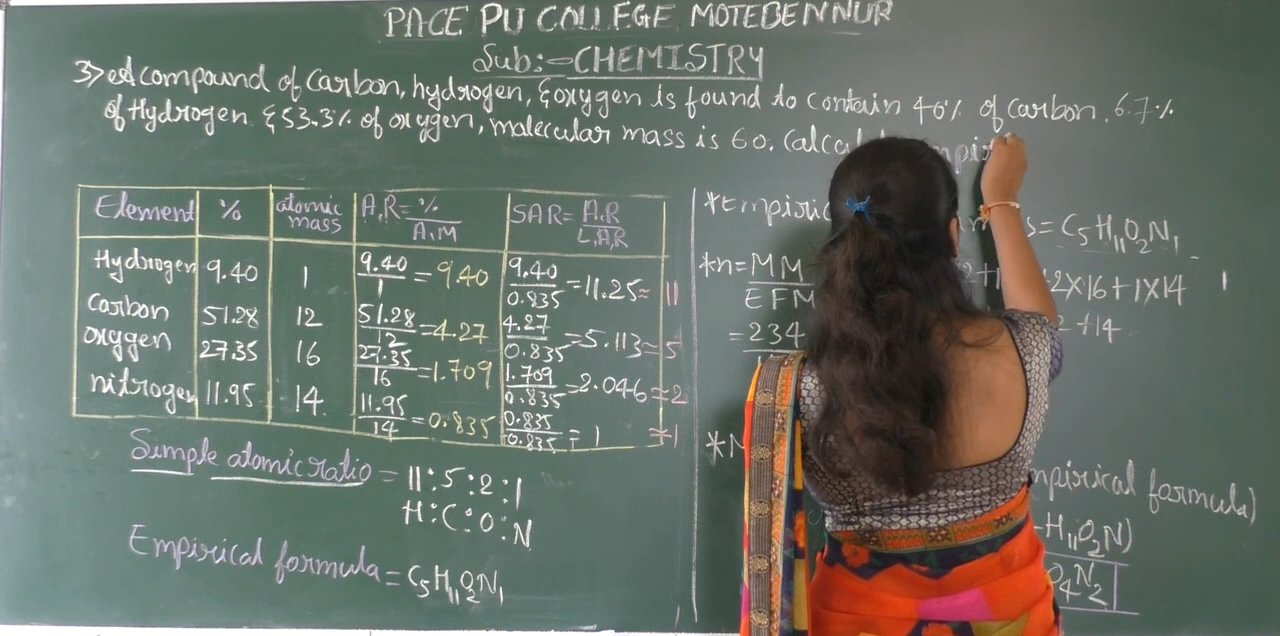 PACE PU COLLEGE MOTEBENNUR
Sub:- CHEMISTRY
3) A compound of Carbon, hydrogen, & oxygen is found to contain 40% of carbon, 6.7%
of Hydrogen & 53.3% of oxygen, molecular mass is 60. Calcul
Element % atomic mass A.R = %/A.M SAR = A.R/L.A.R
Hydrogen 9.40 1 9.40/1 = 9.40 9.40/0.835 = 11.25 ≈ 11
Carbon 51.28 12 51.28/12 = 4.27 4.27/0.835 = 5.113 ≈ 5
oxygen 27.35 16 27.35/16 = 1.709 1.709/0.835 = 2.046 ≈ 2
nitrogen 11.95 14 11.95/14 = 0.835 0.835/0.835 = 1 ≈ 1
Simple atomic ratio = 11:5:2:1
H:C:O:N
Empirical formula = C5H11O2N1
*Empiric s = C5H11O2N1
*n = MM/EFM 2×16+1×14
= 234 +14
*M mpirical formula)
H11O2N)
O4N2